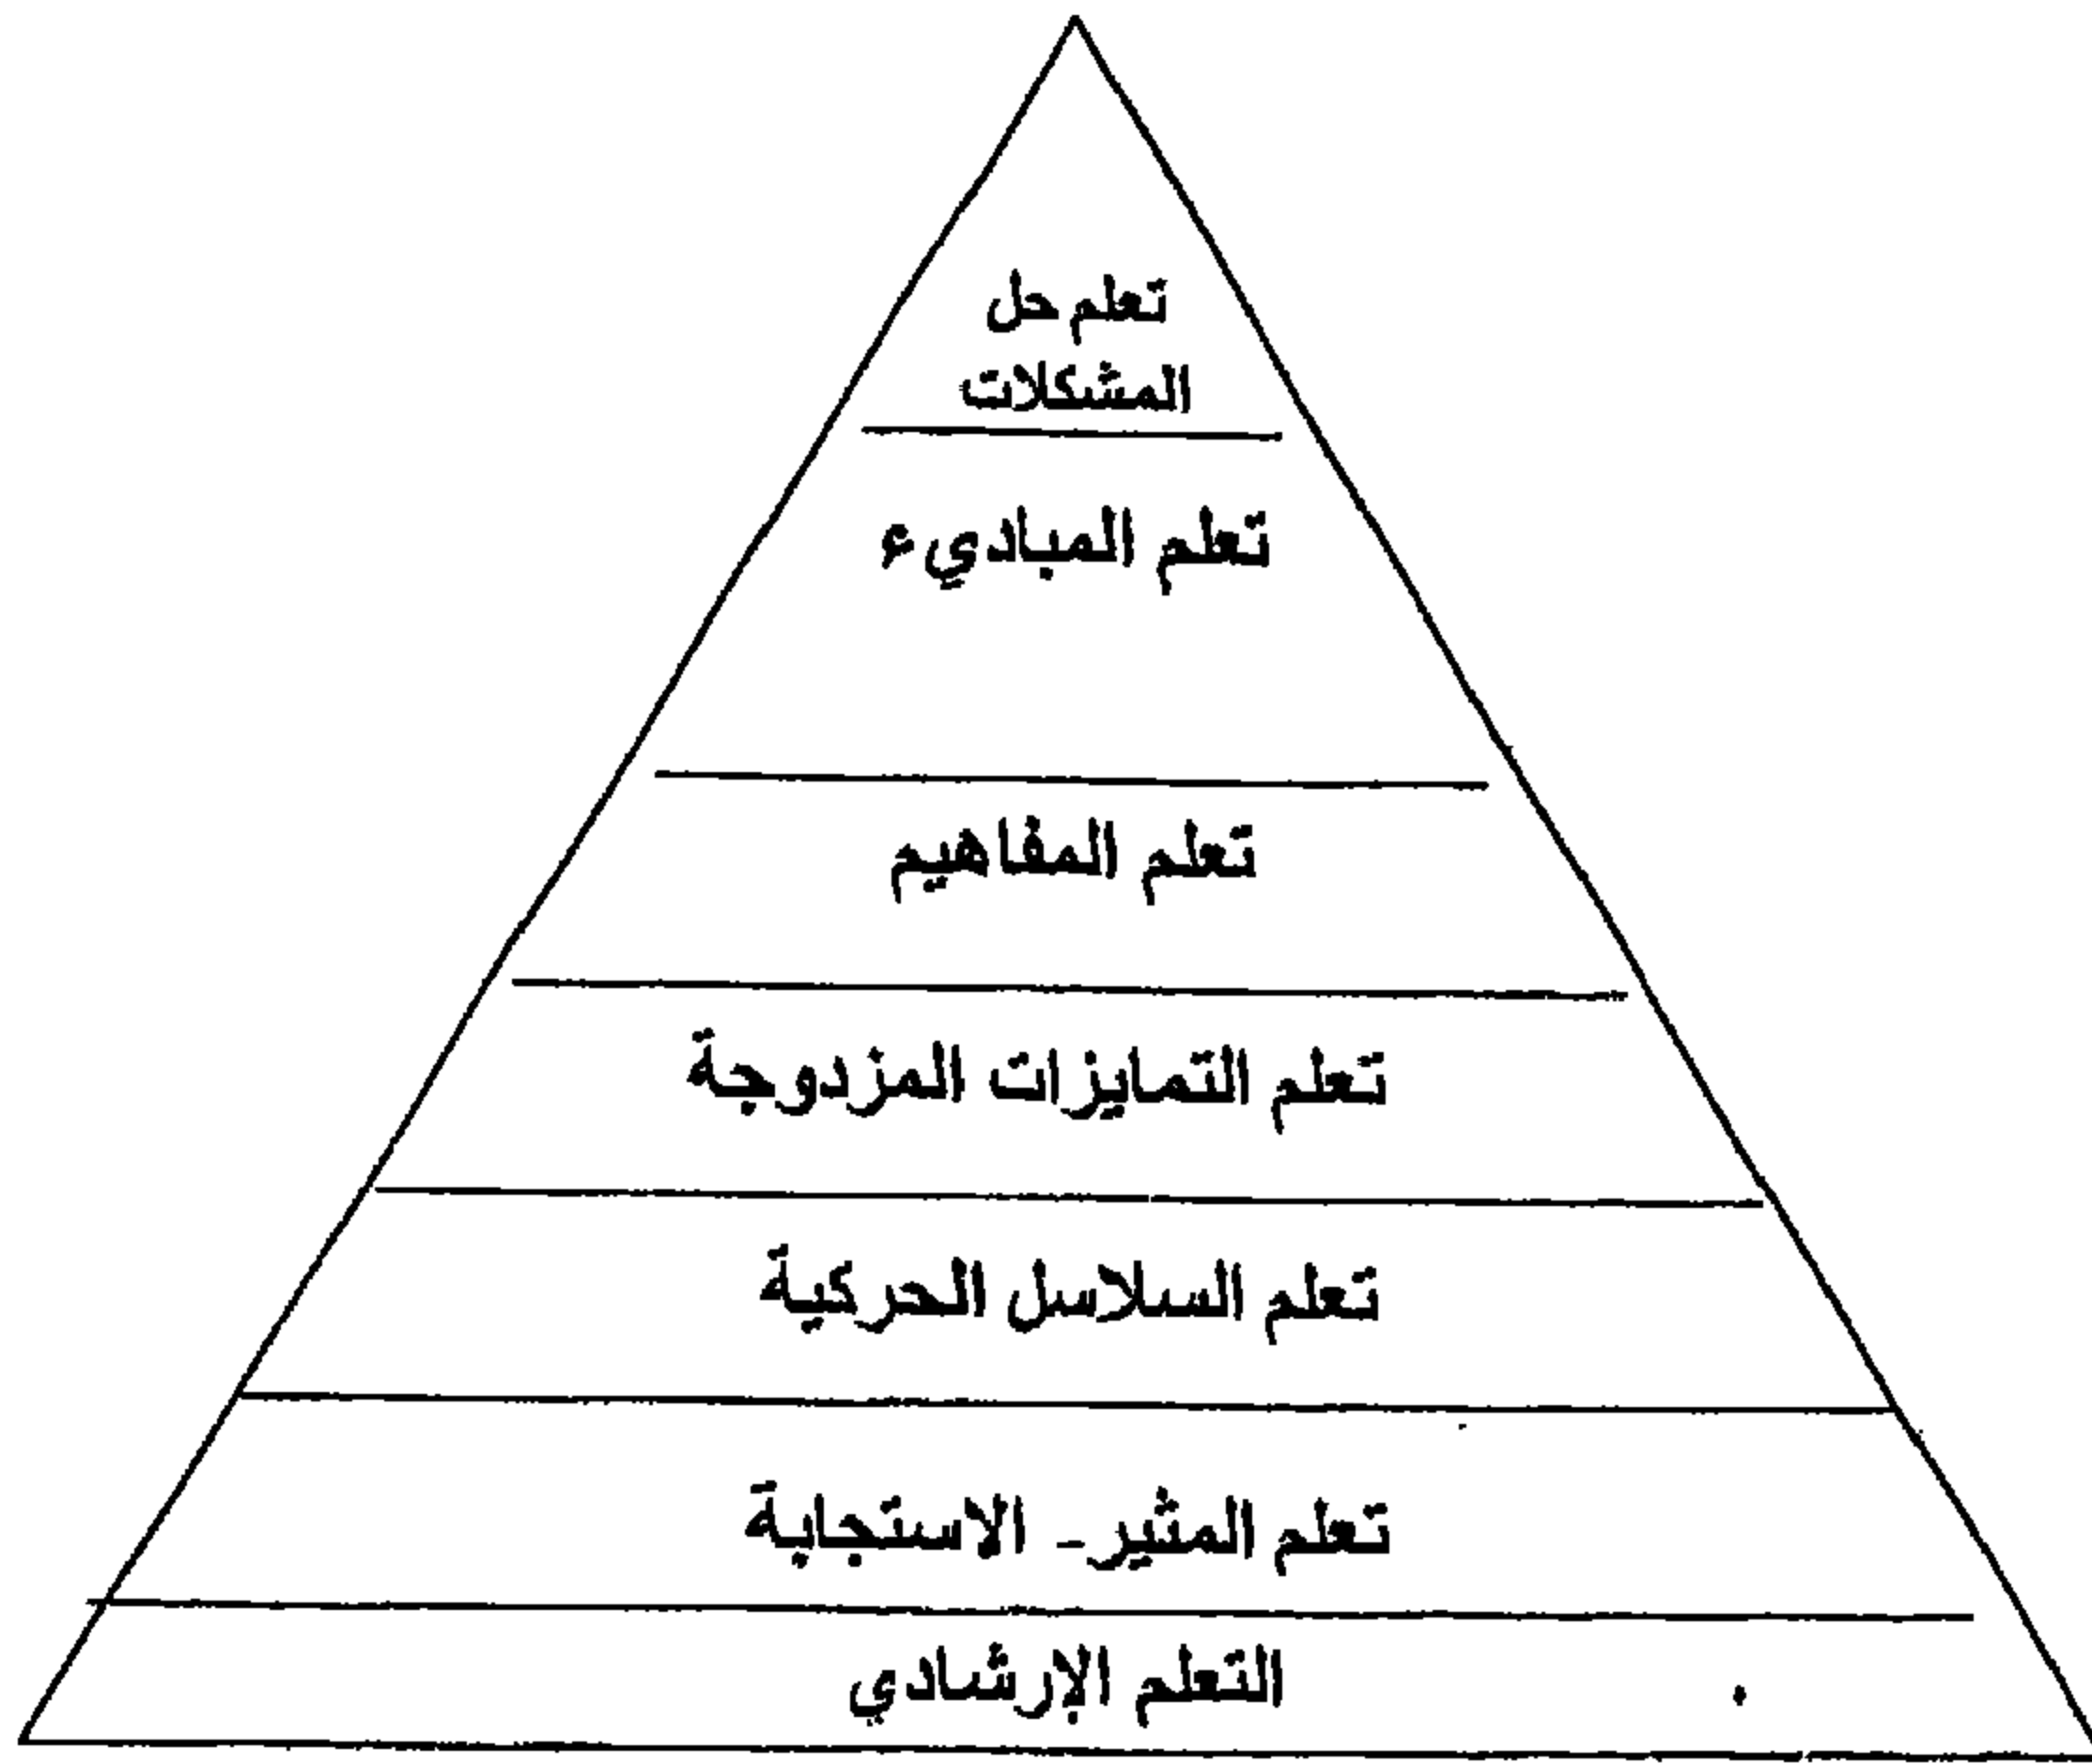 تعلم حل
المشكلات
تعلم المباديء
تعلم المفاهيم
تعلم التمايزات المزدوجة
تعلم السلاسل الحركية
تعلم المثير - الاستجابة
التعلم الإرشادي